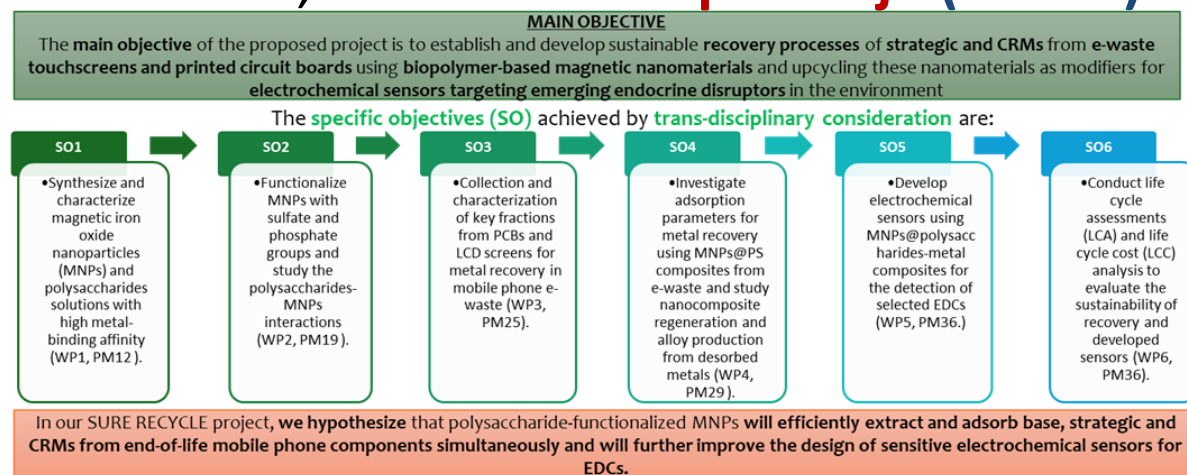 MAIN OBJECTIVE
The main objective of the proposed project is to establish and develop sustainable recovery processes of strategic and CRMs from e-waste
touchscreens and printed circuit boards using biopolymer-based magnetic nanomaterials and upcycling these nanomaterials as modifiers for
electrochemical sensors targeting emerging endocrine disruptors in the environment
The specific objectives (SO) achieved by trans-disciplinary consideration are:
SO1
•Synthesize and
characterize
magnetic iron
oxide
nanoparticles
(MNPs) and
polysaccharides
solutions with
high metal-
binding affinity
(WP1, PM12 ).
SO2
•Functionalize
MNPs with
sulfate and
phosphate
groups and
study the
polysaccharides-
MNPs
interactions
(WP2, PM19 ).
SO3
•Collection and
characterization
of key fractions
from PCBs and
LCD screens for
metal recovery in
mobile phone e-
waste (WP3,
PM25).
SO4
•Investigate
adsorption
parameters for
metal recovery
using MNPs@PS
composites from
e-waste and study
nanocomposite
regeneration and
alloy production
from desorbed
metals (WP4,
PM29 ).
SO5
•Develop
electrochemical
sensors using
MNPs@polysacc
harides-metal
composites for
the detection of
selected EDCs
(WP5, PM36.)
SO6
•Conduct life
cycle
assessments
(LCA) and life
cycle cost (LCC)
analysis to
evaluate the
sustainability of
recovery and
developed
sensors (WP6,
PM36).
In our SURE RECYCLE project, we hypothesize that polysaccharide-functionalized MNPs will efficiently extract and adsorb base, strategic and
CRMs from end-of-life mobile phone components simultaneously and will further improve the design of sensitive electrochemical sensors for
EDCs.